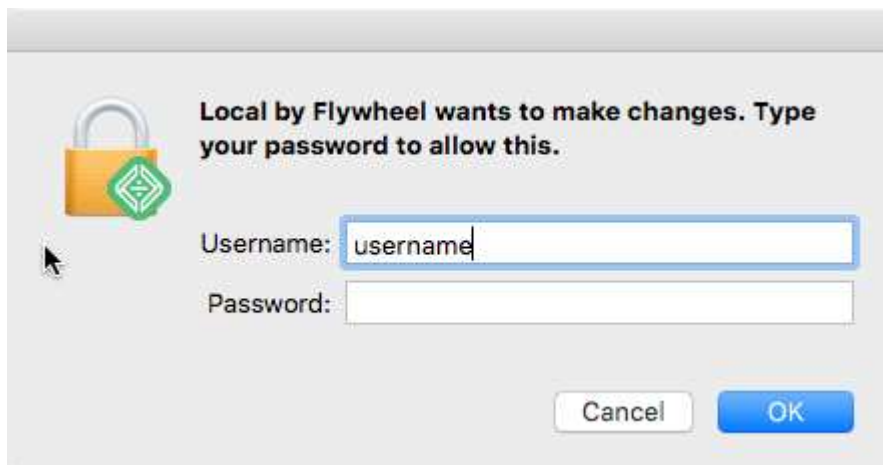 Local by Flywheel wants to make changes. Type
your password to allow this.
Username: username
Password:
Cancel OK